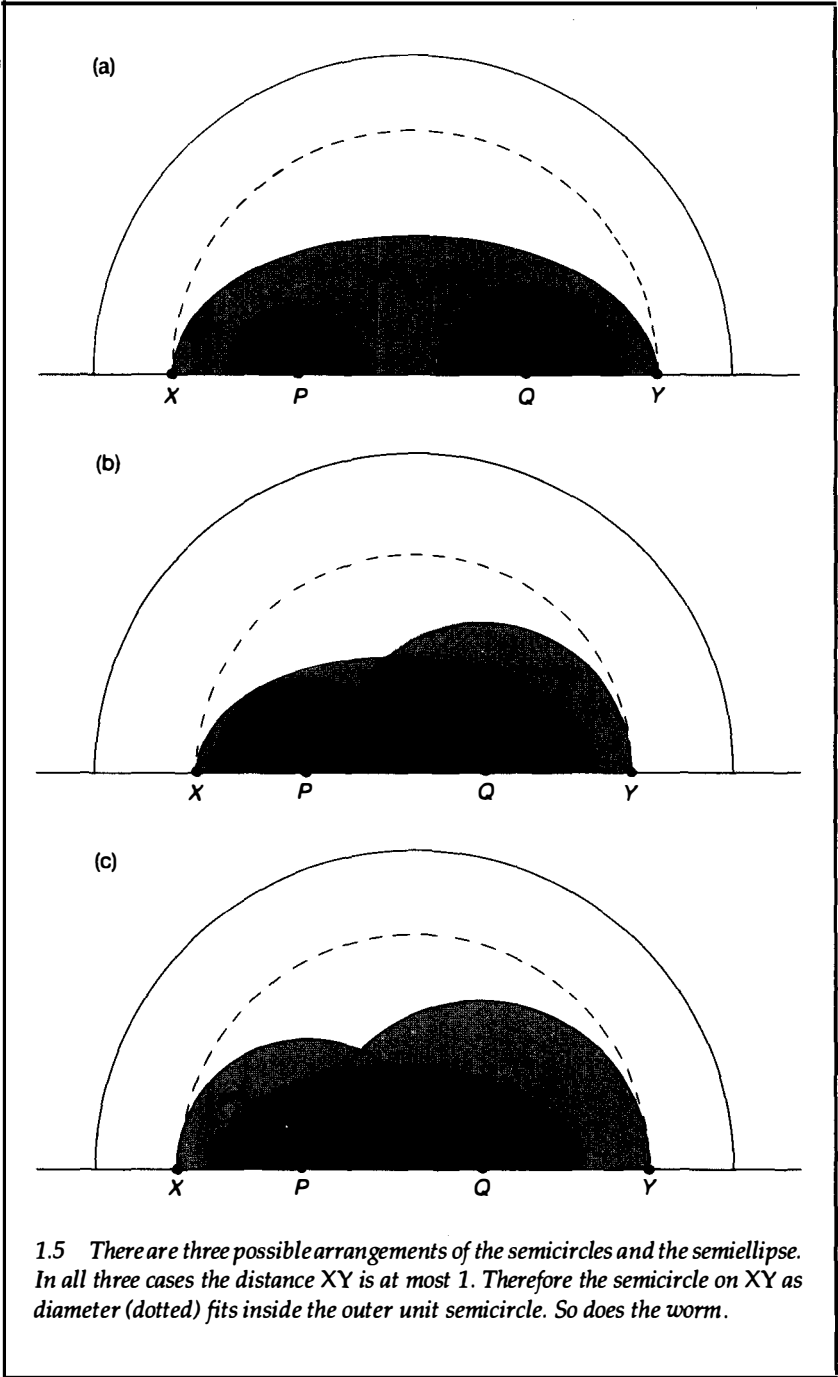 (a)
X P Q Y
(b)
X P Q Y
(c)
X P Q Y
1.5 There are three possible arrangements of the semicircles and the semiellipse.
In all three cases the distance XY is at most 1. Therefore the semicircle on XY as
diameter (dotted) fits inside the outer unit semicircle. So does the worm.